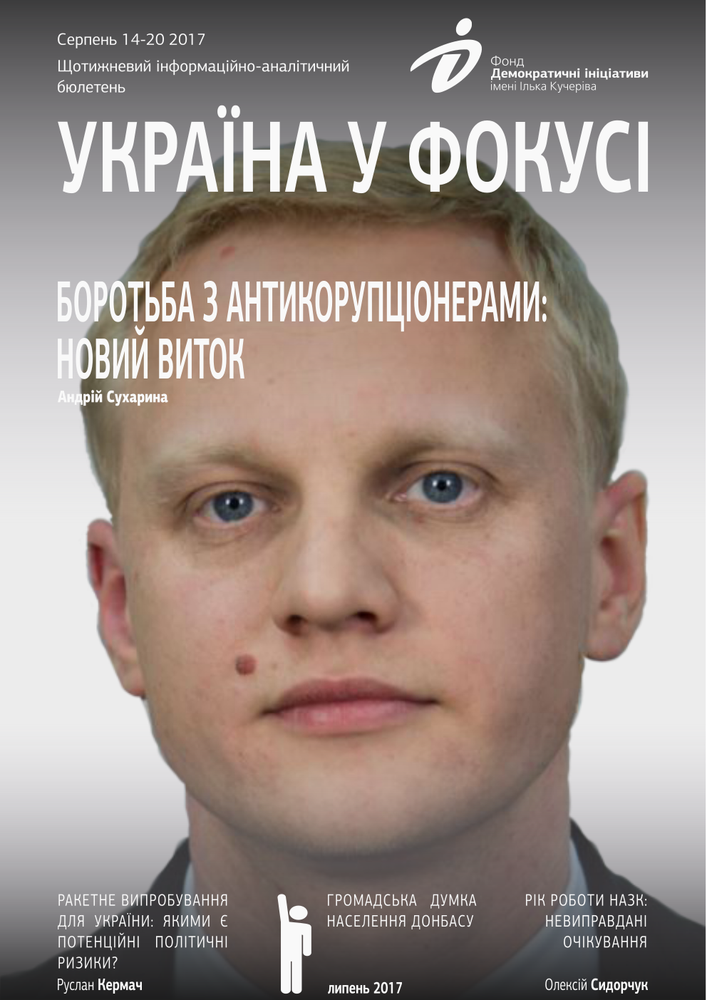 Серпень 14-20 2017
Щотижневий інформаційно-аналітичний
бюлетень
Фонд
Демократичні ініціативи
імені Ілька Кучеріва
УКРАЇНА У ФОКУСІ
БОРОТЬБА З АНТИКОРУПЦІОНЕРАМИ:
НОВИЙ ВИТОК
Андрій Сухарина
РАКЕТНЕ ВИПРОБУВАННЯ
ДЛЯ УКРАЇНИ: ЯКИМИ Є
ПОТЕНЦІЙНІ ПОЛІТИЧНІ
РИЗИКИ?
Руслан Кермач
ГРОМАДСЬКА ДУМКА
НАСЕЛЕННЯ ДОНБАСУ
липень 2017
РІК РОБОТИ НАЗК:
НЕВИПРАВДАНІ
ОЧІКУВАННЯ
Олексій Сидорчук